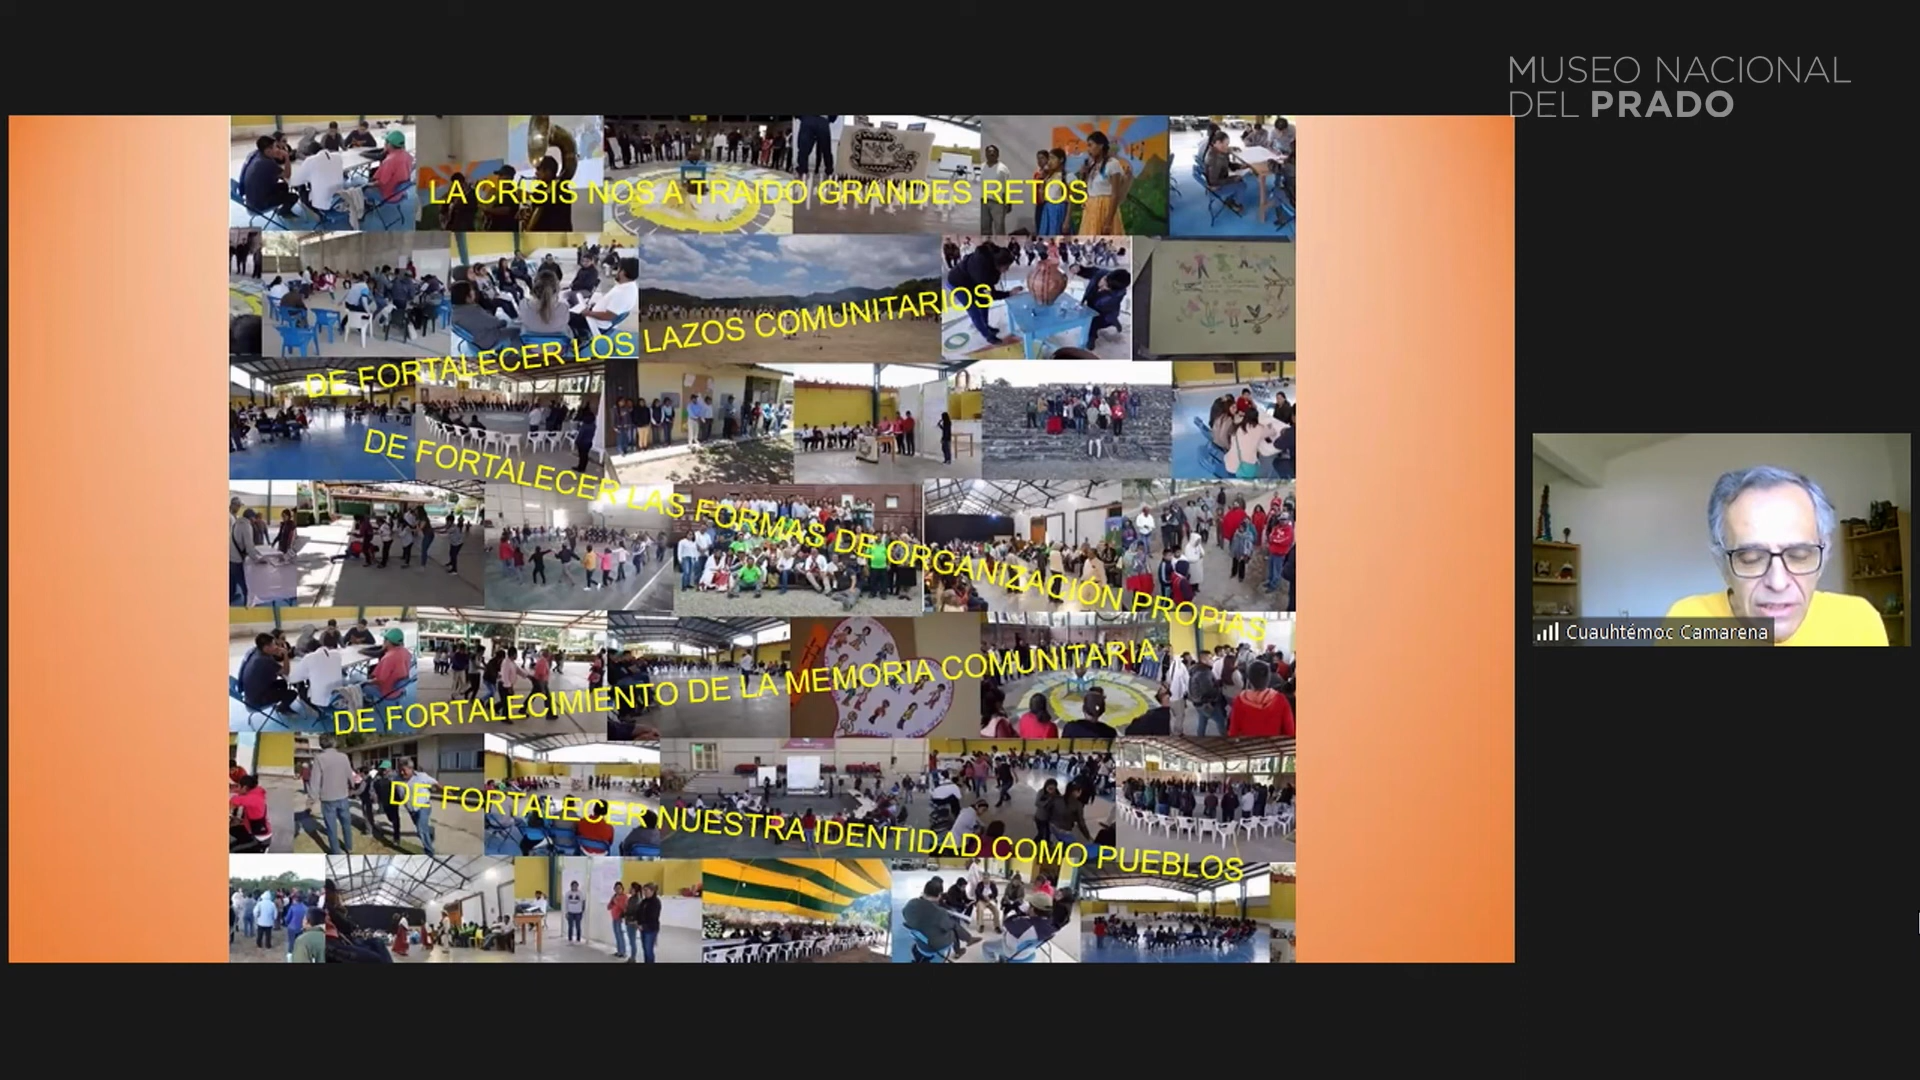 MUSEO NACIONAL
DEL PRADO
LA CRISIS NOS A TRAIDO GRANDES RETOS
DE FORTALECER LOS LAZOS COMUNITARIOS
DE FORTALECER LAS FORMAS DE ORGANIZACIÓN PROPIAS
DE FORTALECIMIENTO DE LA MEMORIA COMUNITARIA
DE FORTALECER NUESTRA IDENTIDAD COMO PUEBLOS
Cuauhtémoc Camarena